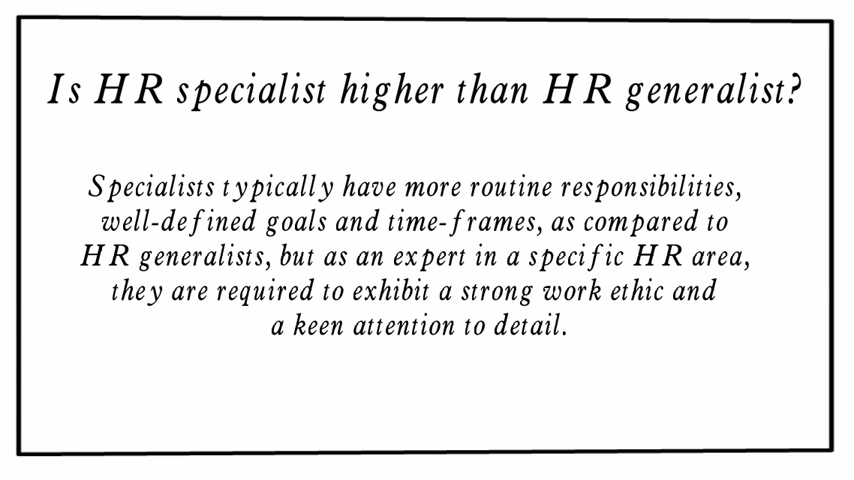 Is HR specialist higher than HR generalist?
Specialists typically have more routine responsibilities,
well-defined goals and time-frames, as compared to
HR generalists, but as an expert in a specific HR area,
they are required to exhibit a strong work ethic and
a keen attention to detail.